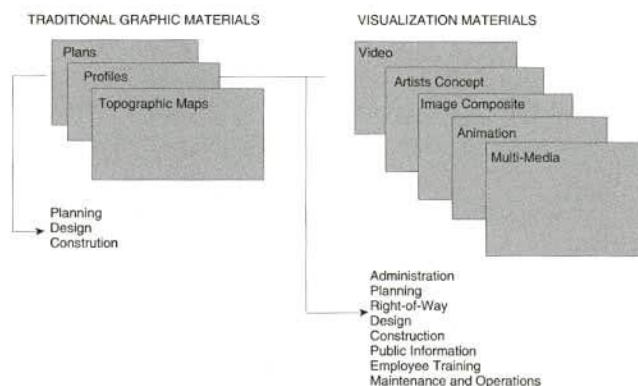 TRADITIONAL GRAPHIC MATERIALS
Plans
Profiles
Topographic Maps
Planning
Design
Constrution
VISUALIZATION MATERIALS
Video
Artists Concept
Image Composite
Animation
Multi-Media
Administration
Planning
Right-of-Way
Design
Construction
Public Information
Employee Training
Maintenance and Operations